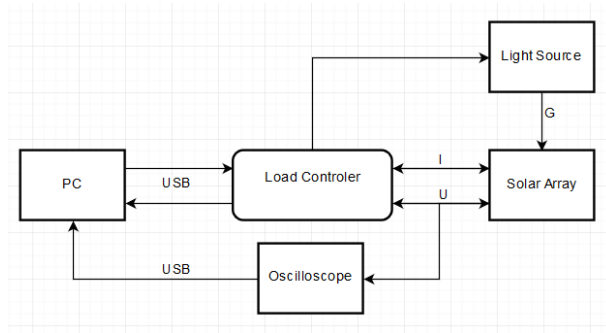 Light Source
G
PC
USB
Load Controler
I
U
Solar Array
USB
Oscilloscope